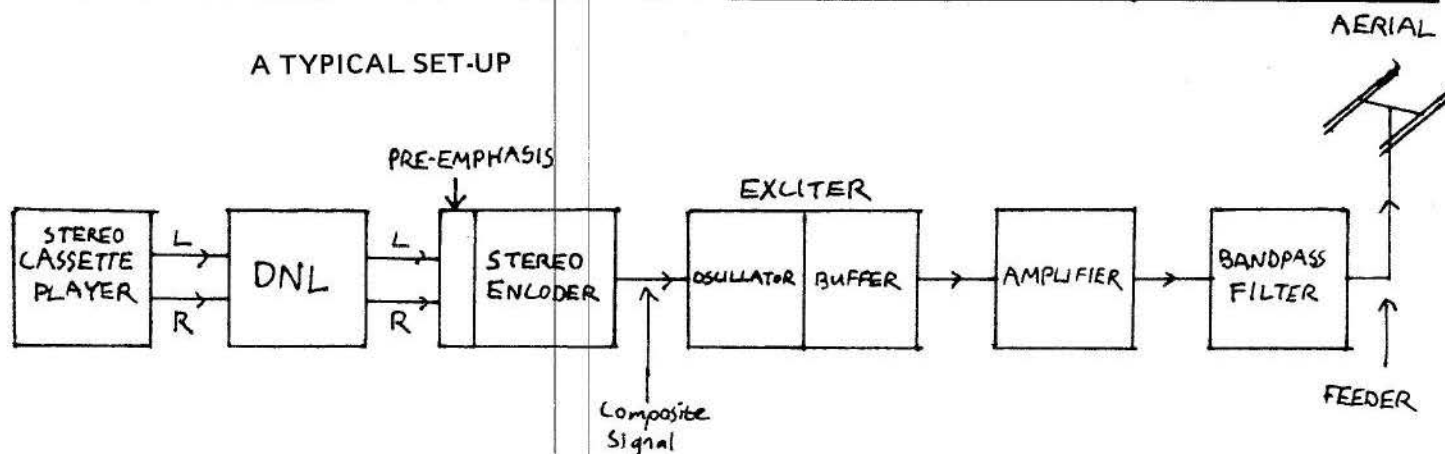 AERIAL
A TYPICAL SET-UP
PRE-EMPHASIS
EXCITER
STEREO
CASSETTE
PLAYER
L
R
DNL
L
R
STEREO
ENCODER
OSCILLATOR
BUFFER
AMPLIFIER
BANDPASS
FILTER
Composite
Signal
FEEDER